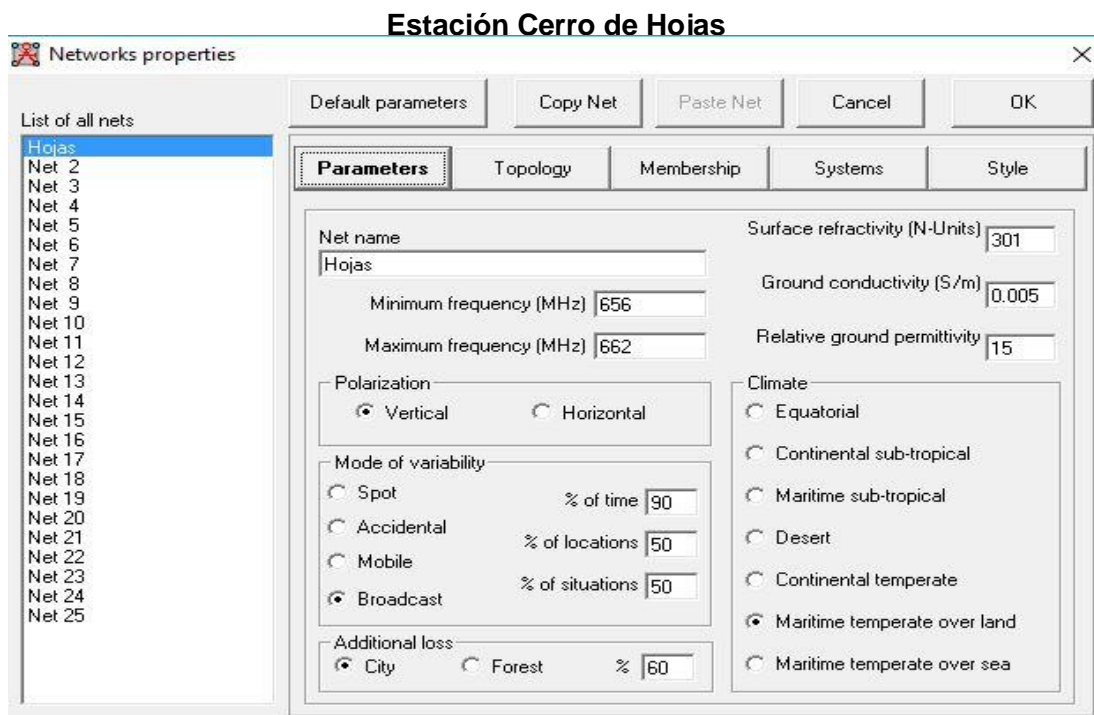 Estación Cerro de Hojas
Networks properties
List of all nets
Hojas
Net 2
Net 3
Net 4
Net 5
Net 6
Net 7
Net 8
Net 9
Net 10
Net 11
Net 12
Net 13
Net 14
Net 15
Net 16
Net 17
Net 18
Net 19
Net 20
Net 21
Net 22
Net 23
Net 24
Net 25
Default parameters Copy Net Paste Net Cancel OK
Parameters Topology Membership Systems Style
Net name
Hojas
Minimum frequency (MHz) 656
Maximum frequency (MHz) 662
Surface refractivity (N-Units) 301
Ground conductivity (S/m) 0.005
Relative ground permittivity 15
Polarization
Vertical Horizontal
Mode of variability
Spot
Accidental
Mobile
Broadcast
% of time 90
% of locations 50
% of situations 50
Additional loss
City Forest % 60
Climate
Equatorial
Continental sub-tropical
Maritime sub-tropical
Desert
Continental temperate
Maritime temperate over land
Maritime temperate over sea